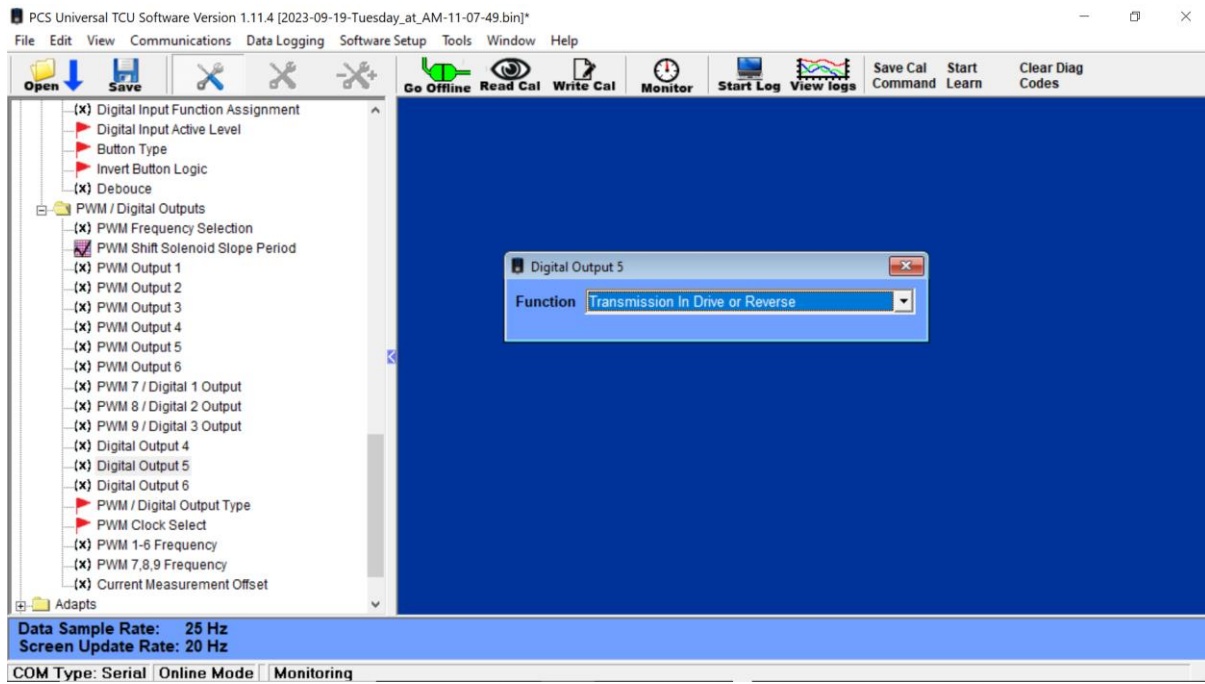 PCS Universal TCU Software Version 1.11.4 [2023-09-19-Tuesday_at_AM-11-07-49.bin]*
File Edit View Communications Data Logging Software Setup Tools Window Help
Open Save Go Offline Read Cal Write Cal Monitor Start Log View logs Save Cal Command Start Learn Clear Diag Codes
(x) Digital Input Function Assignment
Digital Input Active Level
Button Type
Invert Button Logic
(x) Debouce
PWM / Digital Outputs
(x) PWM Frequency Selection
PWM Shift Solenoid Slope Period
(x) PWM Output 1
(x) PWM Output 2
(x) PWM Output 3
(x) PWM Output 4
(x) PWM Output 5
(x) PWM Output 6
(x) PWM 7 / Digital 1 Output
(x) PWM 8 / Digital 2 Output
(x) PWM 9 / Digital 3 Output
(x) Digital Output 4
(x) Digital Output 5
(x) Digital Output 6
PWM / Digital Output Type
PWM Clock Select
(x) PWM 1-6 Frequency
(x) PWM 7,8,9 Frequency
(x) Current Measurement Offset
Adapts
Digital Output 5
Function Transmission In Drive or Reverse
Data Sample Rate: 25 Hz
Screen Update Rate: 20 Hz
COM Type: Serial Online Mode Monitoring